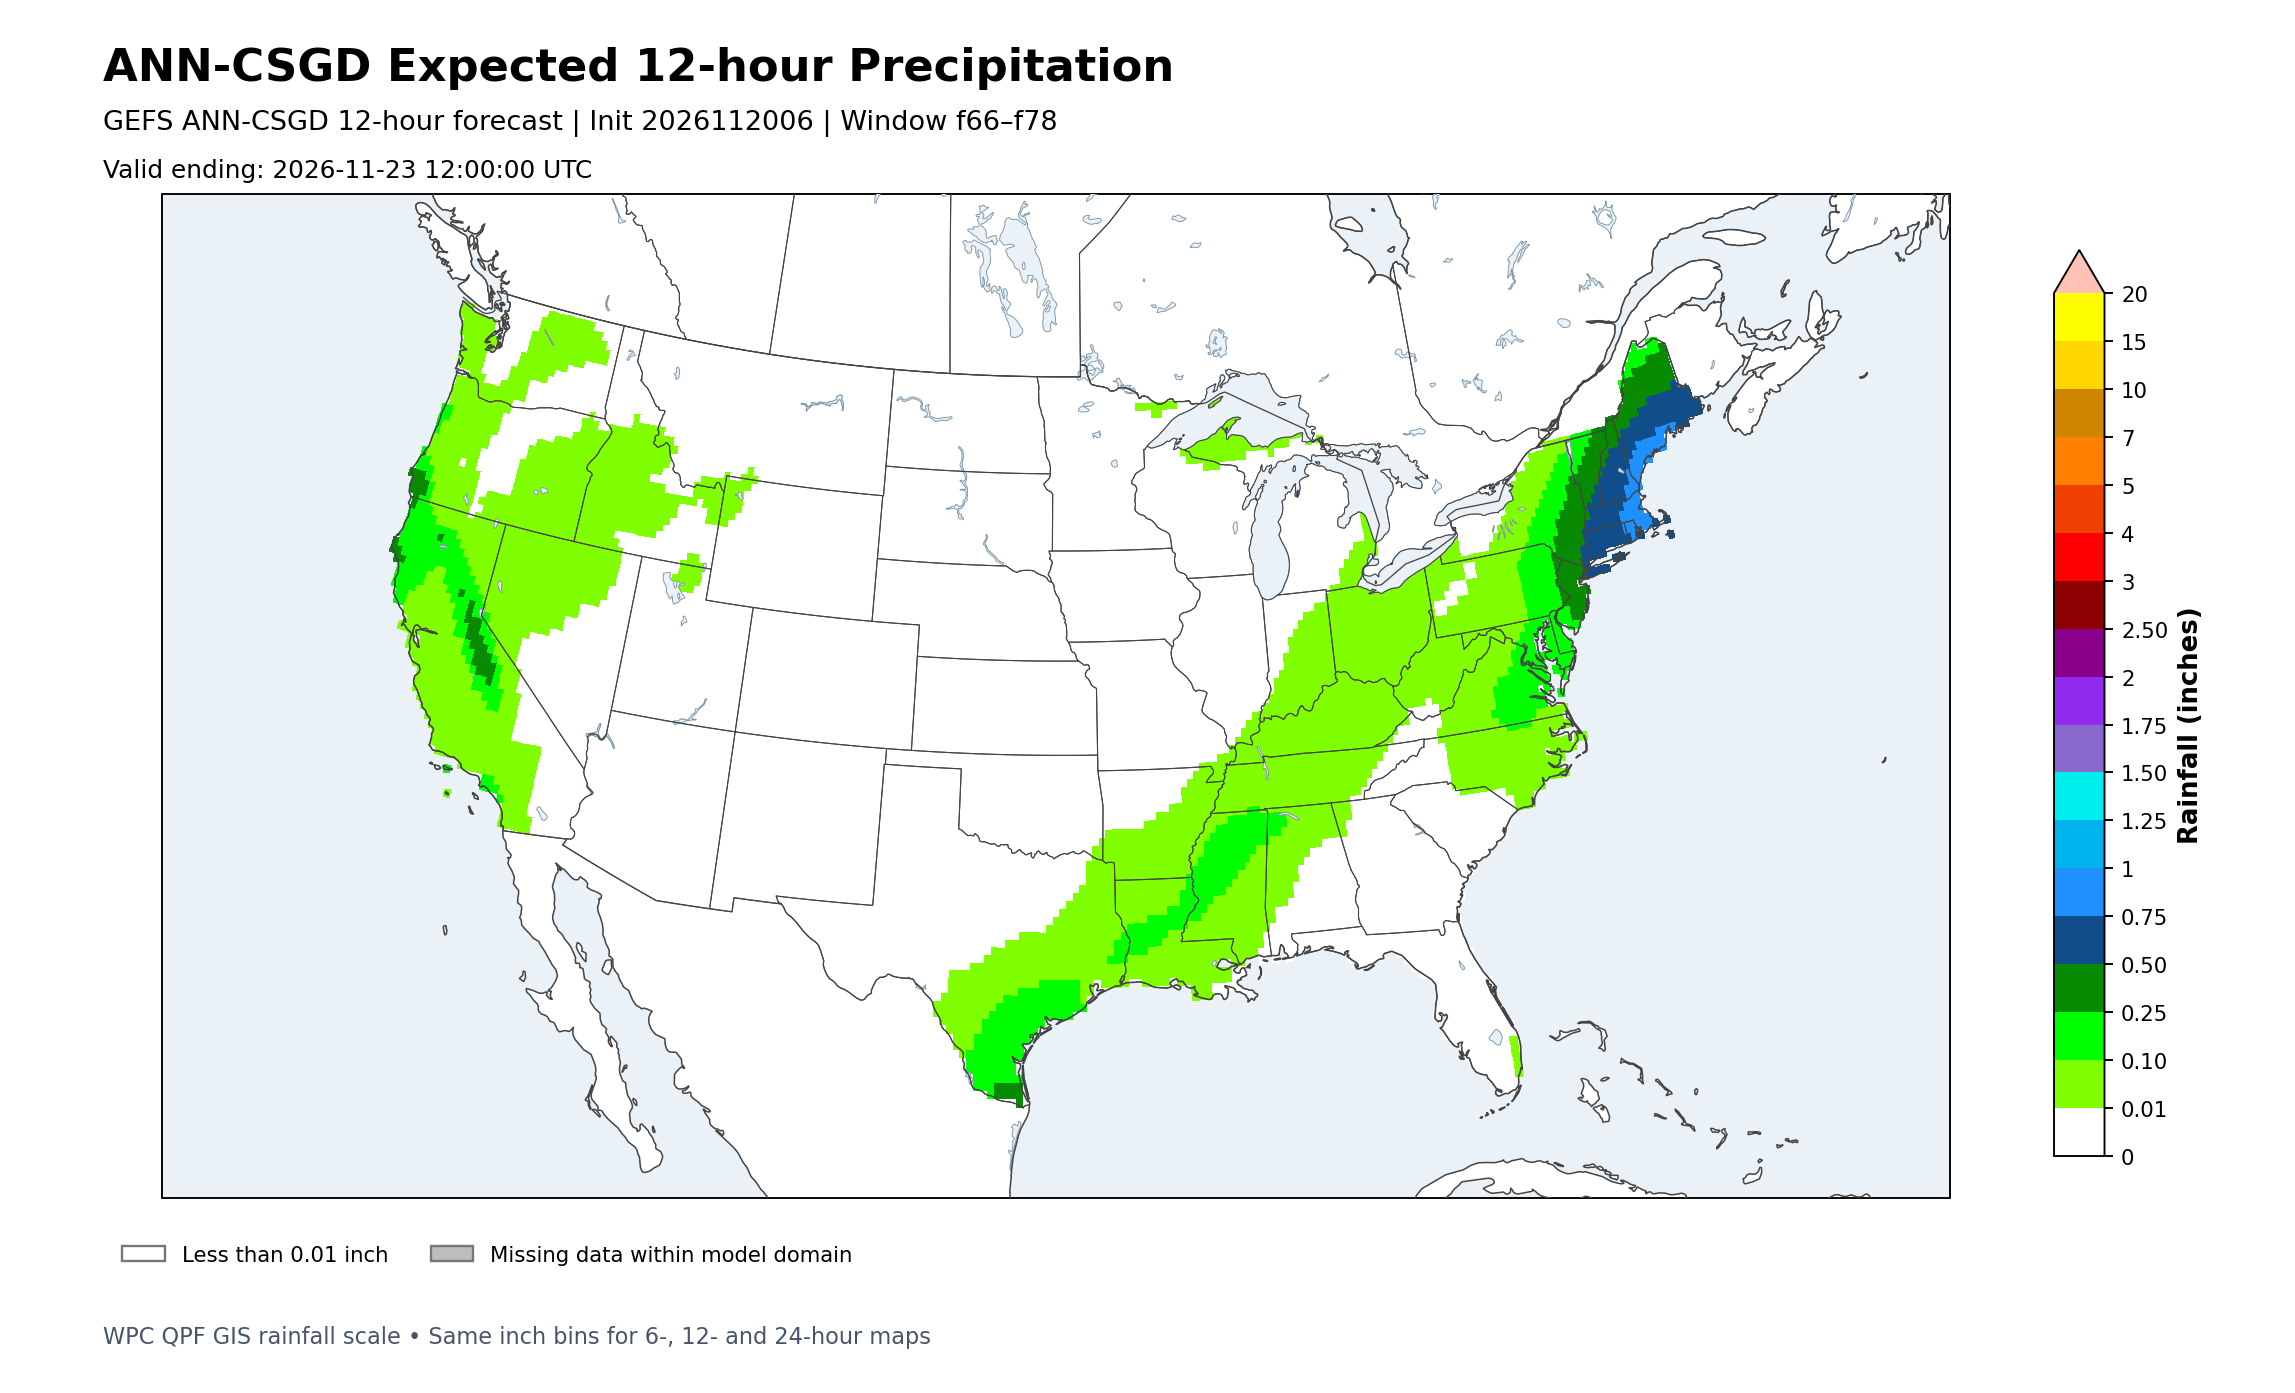 ANN-CSGD Expected 12-hour Precipitation
GEFS ANN-CSGD 12-hour forecast | Init 2026112006 | Window f66–f78
Valid ending: 2026-11-23 12:00:00 UTC
20
15
10
7
5
4
3
2.50
2
1.75
1.50
1.25
1
0.75
0.50
0.25
0.10
0.01
0
Rainfall (inches)
Less than 0.01 inch
Missing data within model domain
WPC QPF GIS rainfall scale • Same inch bins for 6-, 12- and 24-hour maps